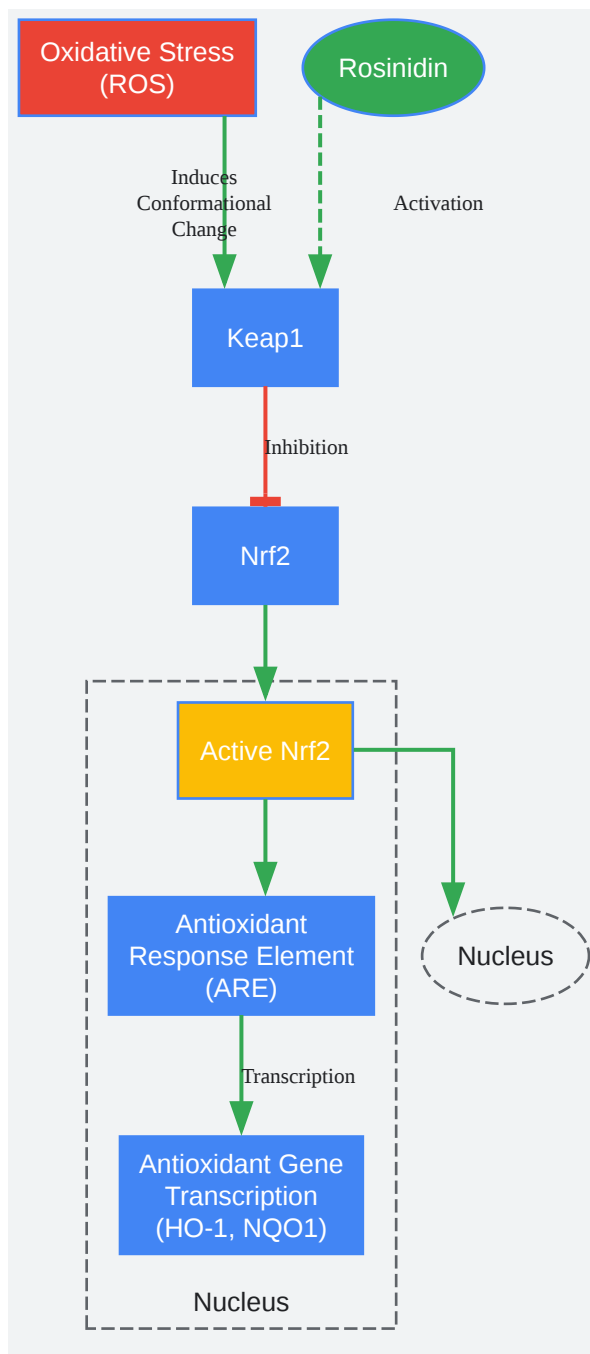 Oxidative Stress
(ROS)
Rosinidin
Induces
Conformational
Change
Activation
Keap1
Inhibition
Nrf2
Active Nrf2
Antioxidant
Response Element
(ARE)
Nucleus
Transcription
Antioxidant Gene
Transcription
(HO-1, NQO1)
Nucleus